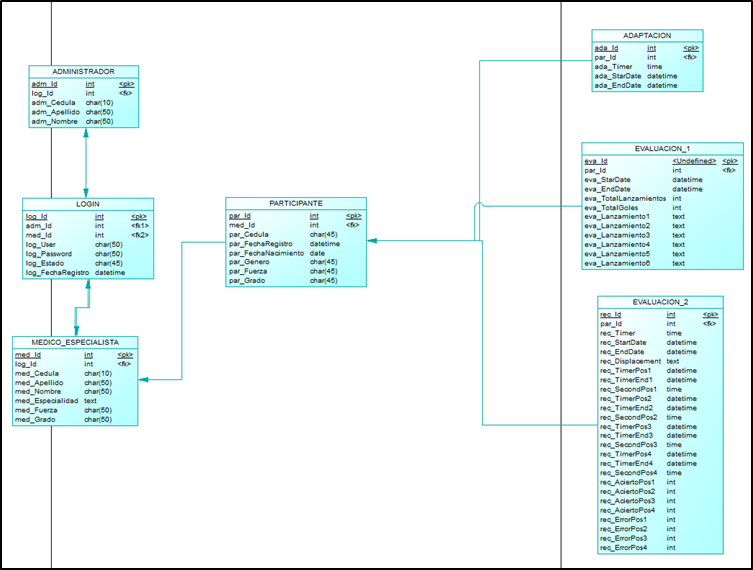 ADMINISTRADOR
adm_Id int <pk>
log_Id int <fk>
adm_Cedula char(10)
adm_Apellido char(50)
adm_Nombre char(50)
LOGIN
log_Id int <pk>
adm_Id int <fk1>
med_Id int <fk2>
log_User char(50)
log_Password char(50)
log_Estado char(45)
log_FechaRegistro datetime
MEDICO_ESPECIALISTA
med_Id int <pk>
log_Id int <fk>
med_Cedula char(10)
med_Apellido char(50)
med_Nombre char(50)
med_Especialidad text
med_Fuerza char(50)
med_Grado char(50)
PARTICIPANTE
par_Id int <pk>
med_Id int <fk>
par_Cedula char(45)
par_FechaRegistro datetime
par_FechaNacimiento date
par_Genero char(45)
par_Fuerza char(45)
par_Grado char(45)
ADAPTACION
ada_Id int <pk>
par_Id int <fk>
ada_Timer time
ada_StarDate datetime
ada_EndDate datetime
EVALUACION_1
eva_Id <Undefined> <pk>
par_Id int <fk>
eva_StarDate datetime
eva_EndDate datetime
eva_TotalLanzamientos int
eva_TotalGoles int
eva_Lanzamiento1 text
eva_Lanzamiento2 text
eva_Lanzamiento3 text
eva_Lanzamiento4 text
eva_Lanzamiento5 text
eva_Lanzamiento6 text
EVALUACION_2
rec_Id int <pk>
par_Id int <fk>
rec_Timer time
rec_StartDate datetime
rec_EndDate datetime
rec_Displacement text
rec_TimerPos1 datetime
rec_TimerEnd1 datetime
rec_SecondPos1 time
rec_TimerPos2 datetime
rec_TimerEnd2 datetime
rec_SecondPos2 time
rec_TimerPos3 datetime
rec_TimerEnd3 datetime
rec_SecondPos3 time
rec_TimerPos4 datetime
rec_TimerEnd4 datetime
rec_SecondPos4 time
rec_AciertoPos1 int
rec_AciertoPos2 int
rec_AciertoPos3 int
rec_AciertoPos4 int
rec_ErrorPos1 int
rec_ErrorPos2 int
rec_ErrorPos3 int
rec_ErrorPos4 int